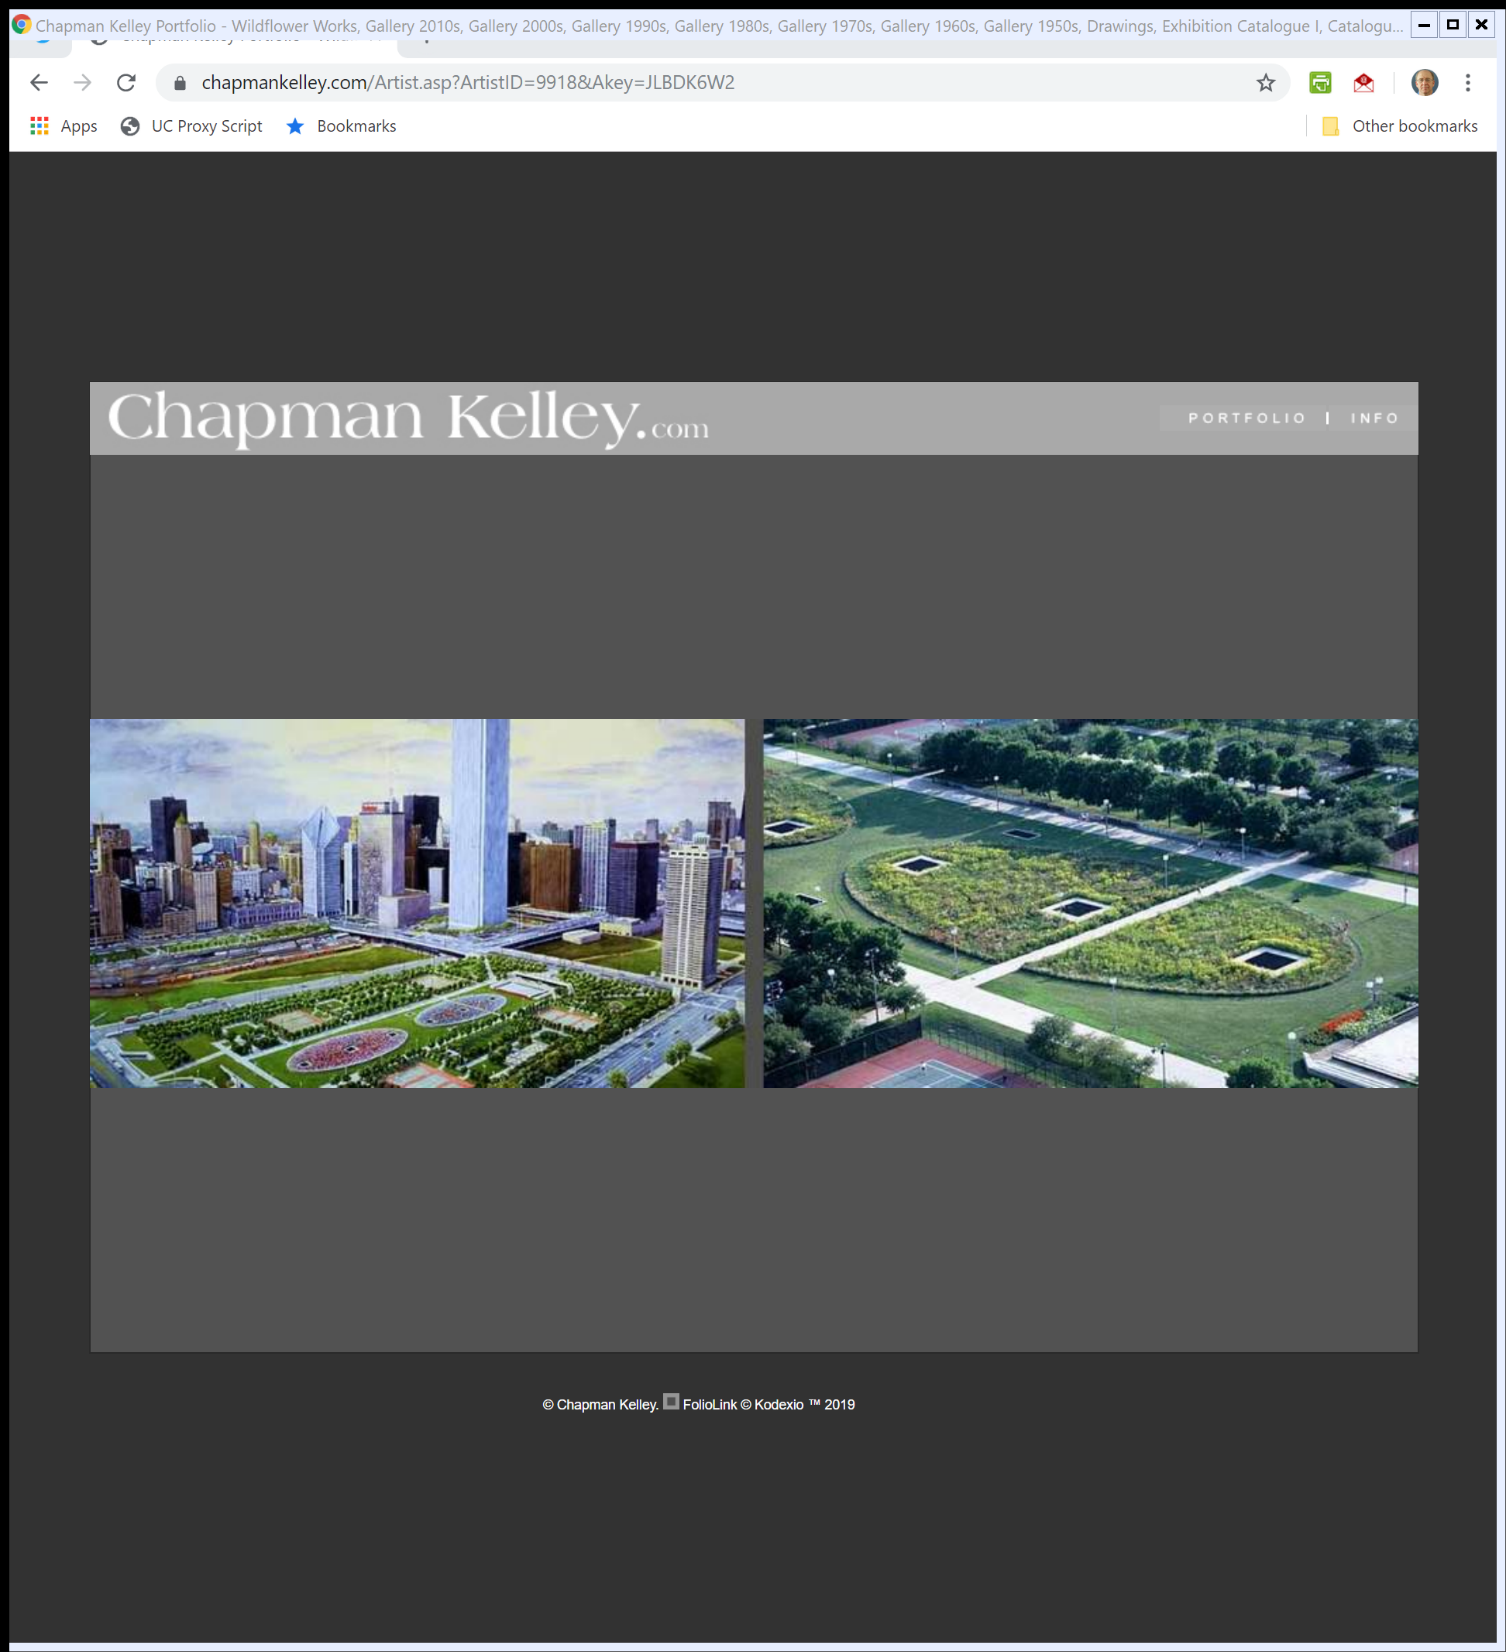 Chapman Kelley Portfolio - Wildflower Works, Gallery 2010s, Gallery 2000s, Gallery 1990s, Gallery 1980s, Gallery 1970s, Gallery 1960s, Gallery 1950s, Drawings, Exhibition Catalogue I, Catalogu...
chapmankelley.com/Artist.asp?ArtistID=9918&Akey=JLBDK6W2
Apps UC Proxy Script Bookmarks Other bookmarks
Chapman Kelley.com PORTFOLIO | INFO
© Chapman Kelley. FolioLink © Kodexio ™ 2019